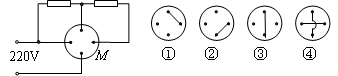 220V
M
① ② ③ ④